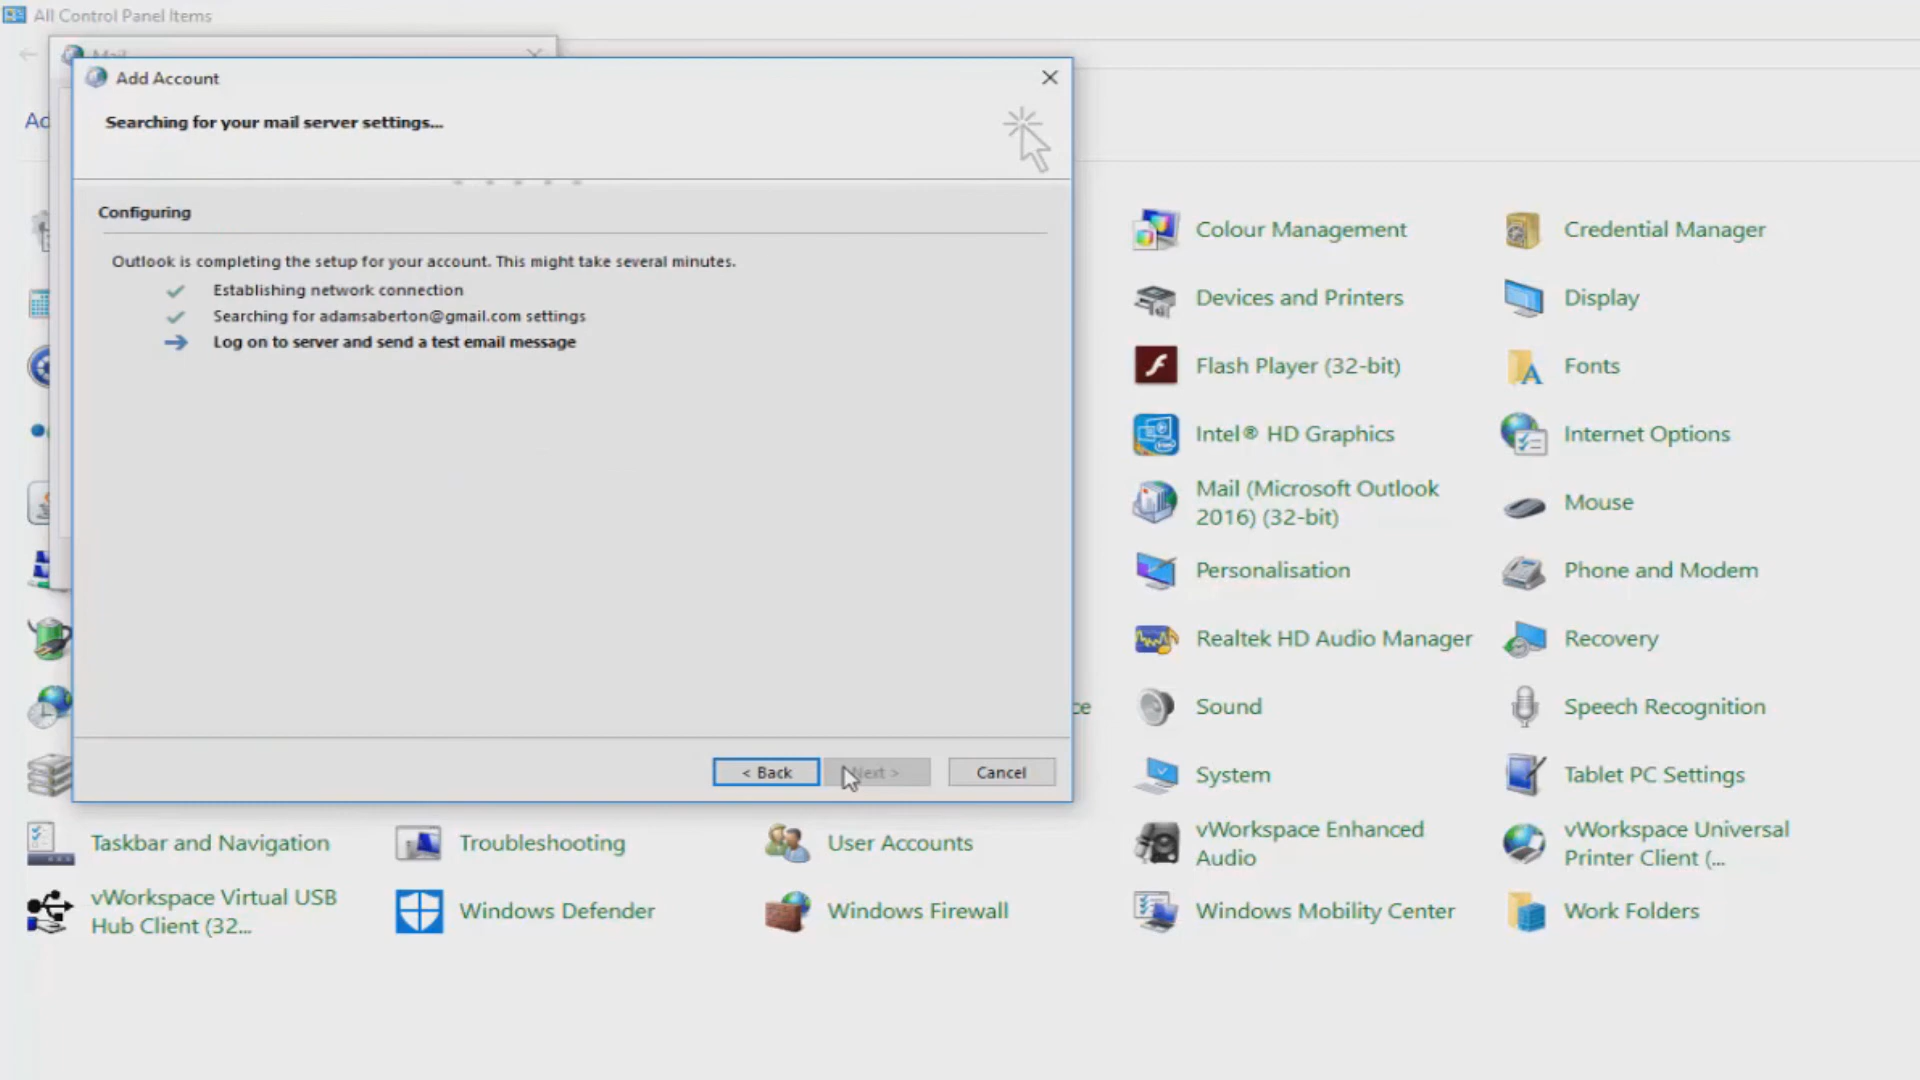 All Control Panel Items
Mail
Add Account
Searching for your mail server settings...
Ad
Configuring
Outlook is completing the setup for your account. This might take several minutes.
Establishing network connection
Searching for adamsaberton@gmail.com settings
Log on to server and send a test email message
< Back
Next >
Cancel
Colour Management
Credential Manager
Devices and Printers
Display
Flash Player (32-bit)
Fonts
Intel® HD Graphics
Internet Options
Mail (Microsoft Outlook
2016) (32-bit)
Mouse
Personalisation
Phone and Modem
Realtek HD Audio Manager
Recovery
ce
Sound
Speech Recognition
System
Tablet PC Settings
Taskbar and Navigation
Troubleshooting
User Accounts
vWorkspace Enhanced
Audio
vWorkspace Universal
Printer Client (...
vWorkspace Virtual USB
Hub Client (32...
Windows Defender
Windows Firewall
Windows Mobility Center
Work Folders